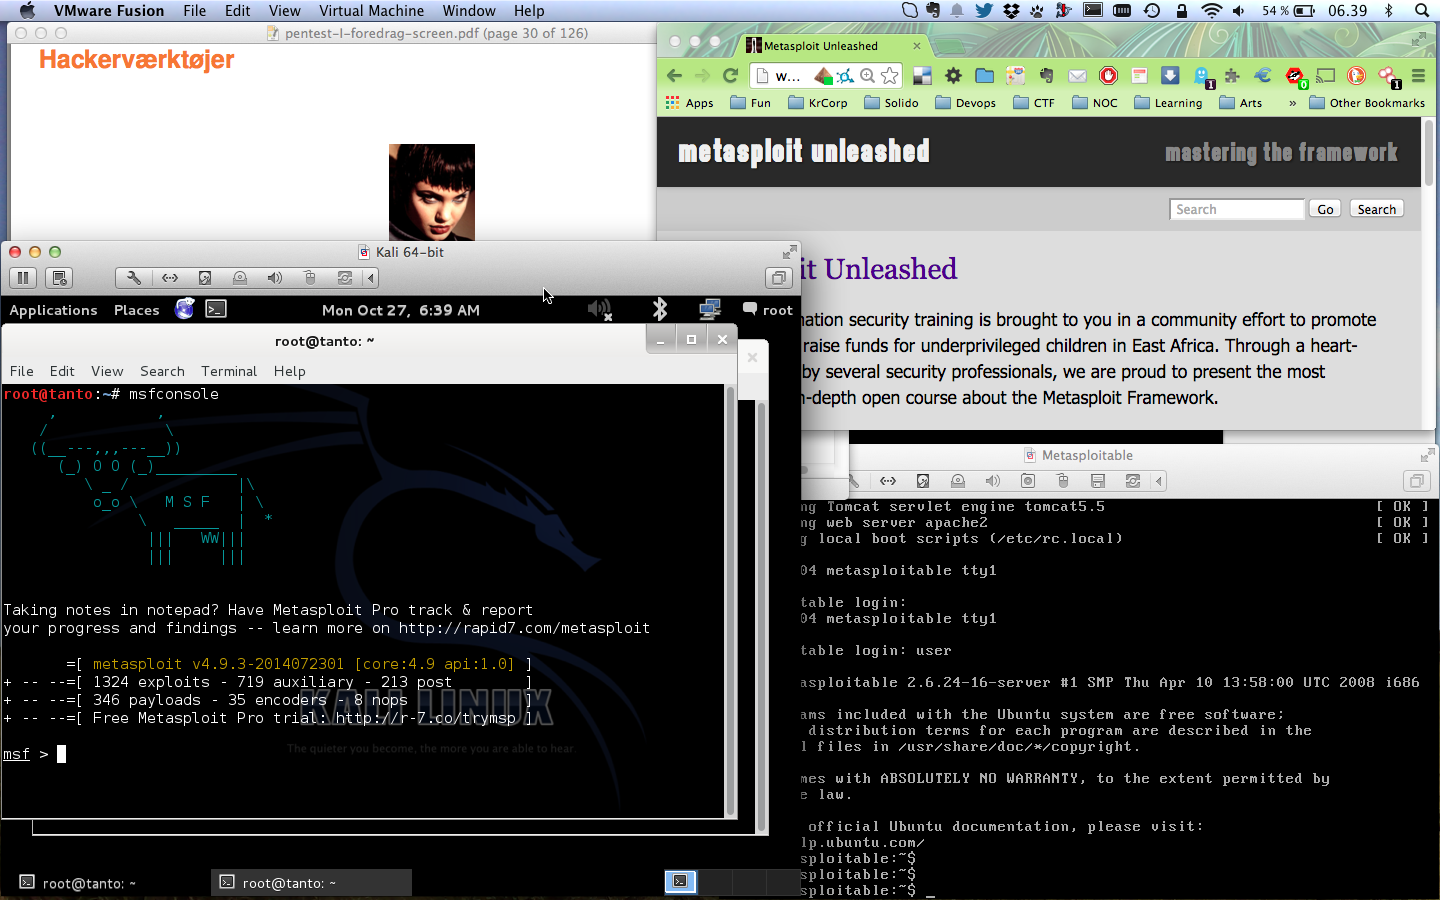 VMware Fusion File Edit View Virtual Machine Window Help 54 % 06.39
pentest-I-foredrag-screen.pdf (page 30 of 126)
Hackerværktøjer
Metasploit Unleashed
w...
1
0
1
Apps Fun KrCorp Solido Devops CTF NOC Learning Arts » Other Bookmarks
metasploit unleashed mastering the framework
Search Go Search
it Unleashed
ation security training is brought to you in a community effort to promote
raise funds for underprivileged children in East Africa. Through a heart-
by several security professionals, we are proud to present the most
n-depth open course about the Metasploit Framework.
Kali 64-bit
Applications Places Mon Oct 27, 6:39 AM root
root@tanto: ~
File Edit View Search Terminal Help
root@tanto:~# msfconsole
M S F
Taking notes in notepad? Have Metasploit Pro track & report
your progress and findings -- learn more on http://rapid7.com/metasploit
=[ metasploit v4.9.3-2014072301 [core:4.9 api:1.0] ]
+ -- --=[ 1324 exploits - 719 auxiliary - 213 post ]
+ -- --=[ 346 payloads - 35 encoders - 8 nops ]
+ -- --=[ Free Metasploit Pro trial: http://r-7.co/trymsp ]
KALI LINUX
The quieter you become, the more you are able to hear.
msf >
root@tanto: ~
root@tanto: ~
Metasploitable
ng Tomcat servlet engine tomcat5.5 [ OK ]
ng web server apache2 [ OK ]
g local boot scripts (/etc/rc.local) [ OK ]
04 metasploitable tty1
table login:
04 metasploitable tty1
table login: user
asploitable 2.6.24-16-server #1 SMP Thu Apr 10 13:58:00 UTC 2008 i686
ams included with the Ubuntu system are free software;
distribution terms for each program are described in the
l files in /usr/share/doc/*/copyright.
mes with ABSOLUTELY NO WARRANTY, to the extent permitted by
e law.
official Ubuntu documentation, please visit:
lp.ubuntu.com/
sploitable:~$
sploitable:~$
sploitable:~$ _